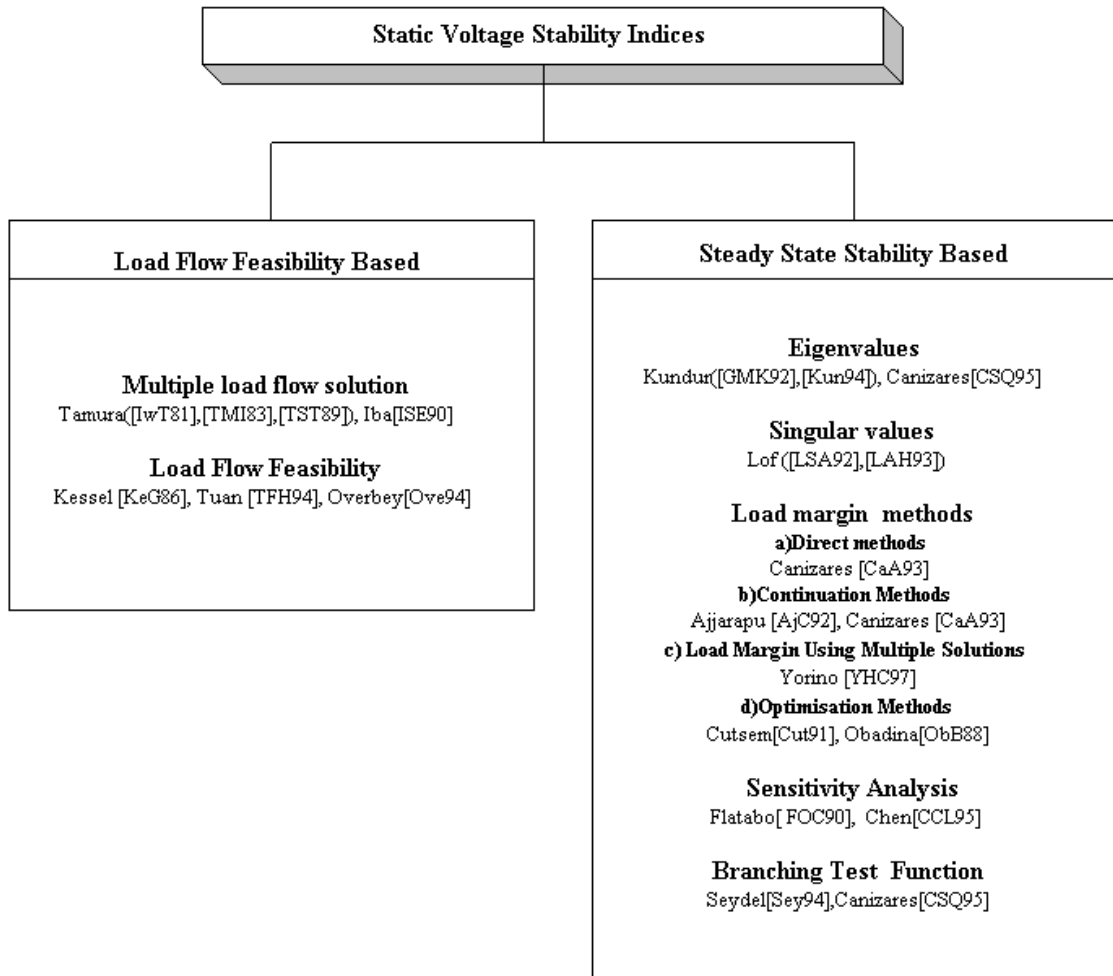 Static Voltage Stability Indices
Load Flow Feasibility Based
Multiple load flow solution
Tamura([IwT81],[TMI83],[TST89]), Iba[ISE90]
Load Flow Feasibility
Kessel [KeG86], Tuan [TFH94], Overbey[Ove94]
Steady State Stability Based
Eigenvalues
Kundur([GMK92],[Kun94]), Canizares[CSQ95]
Singular values
Lof ([LSA92],[LAH93])
Load margin methods
a)Direct methods
Canizares [CaA93]
b)Continuation Methods
Ajjarapu [AjC92], Canizares [CaA93]
c) Load Margin Using Multiple Solutions
Yorino [YHC97]
d)Optimisation Methods
Cutsem[Cut91], Obadina[ObB88]
Sensitivity Analysis
Flatabo[ FOC90], Chen[CCL95]
Branching Test Function
Seydel[Sey94],Canizares[CSQ95]